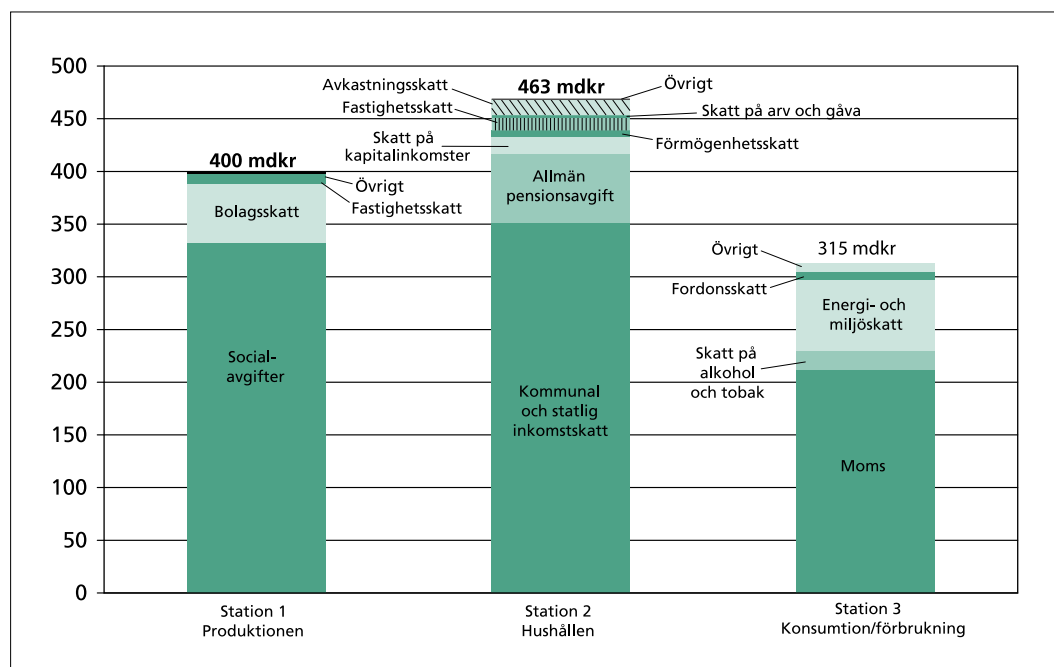 500
450
400
350
300
250
200
150
100
50
0
400 mdkr
Övrigt
Fastighetsskatt
Bolagsskatt
Social-
avgifter
Station 1
Produktionen
463 mdkr
Avkastningsskatt
Fastighetsskatt
Skatt på
kapitalinkomster
Övrigt
Skatt på arv och gåva
Förmögenhetsskatt
Allmän
pensionsavgift
Kommunal
och statlig
inkomstskatt
Station 2
Hushållen
315 mdkr
Övrigt
Fordonsskatt
Energi- och
miljöskatt
Skatt på
alkohol
och tobak
Moms
Station 3
Konsumtion/förbrukning